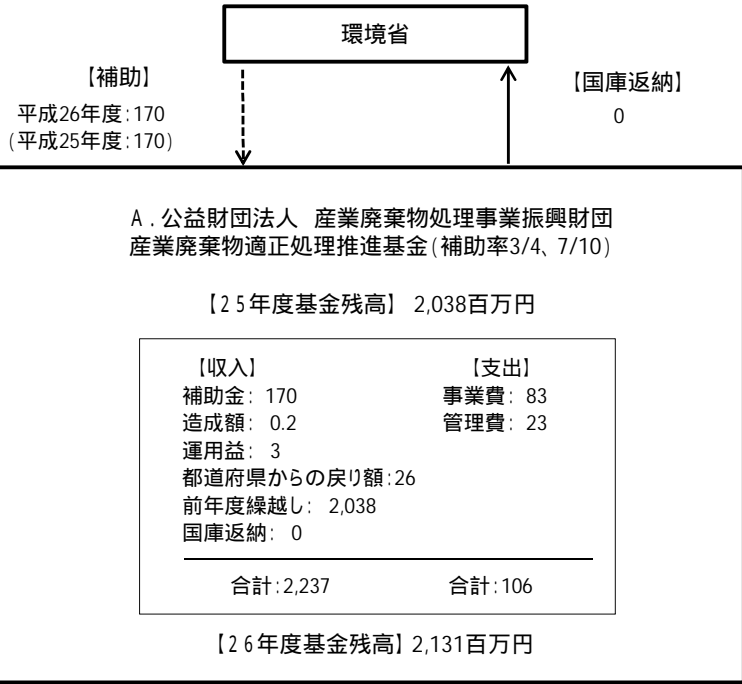 環境省
【補助】
平成26年度:170
(平成25年度:170)
【国庫返納】
0
A.公益財団法人 産業廃棄物処理事業振興財団
産業廃棄物適正処理推進基金(補助率3/4、7/10)
【25年度基金残高】 2,038百万円
【収入】 【支出】
補助金: 170 事業費: 83
造成額: 0.2 管理費: 23
運用益: 3
都道府県からの戻り額:26
前年度繰越し: 2,038
国庫返納: 0
合計:2,237 合計:106
【26年度基金残高】2,131百万円